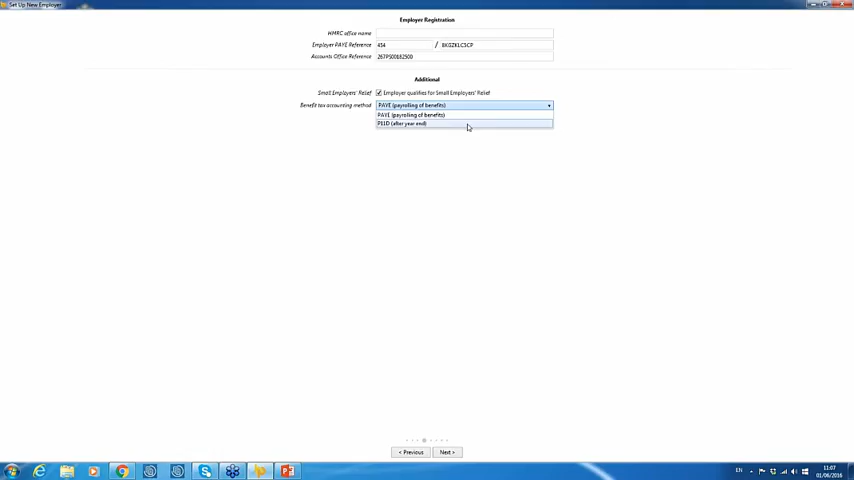 Set Up New Employer
Employer Registration
HMRC office name
Employer PAYE Reference 454 / BKGZKLC3CP
Accounts Office Reference 267PS00182500
Additional
Small Employers' Relief Employer qualifies for Small Employers' Relief
Benefit tax accounting method PAYE (payrolling of benefits)
PAYE (payrolling of benefits)
P11D (after year end)
< Previous Next >
EN 11:07
01/06/2016